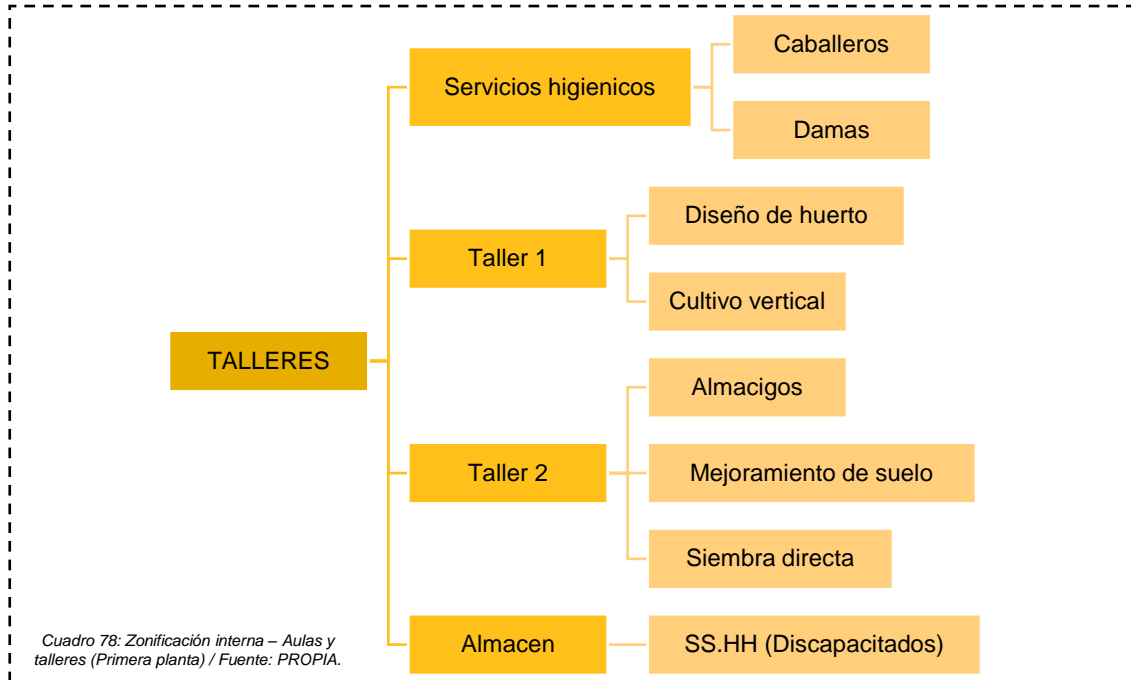 TALLERES
Servicios higienicos
Caballeros
Damas
Taller 1
Diseño de huerto
Cultivo vertical
Taller 2
Almacigos
Mejoramiento de suelo
Siembra directa
Almacen
SS.HH (Discapacitados)
Cuadro 78: Zonificación interna – Aulas y
talleres (Primera planta) / Fuente: PROPIA.